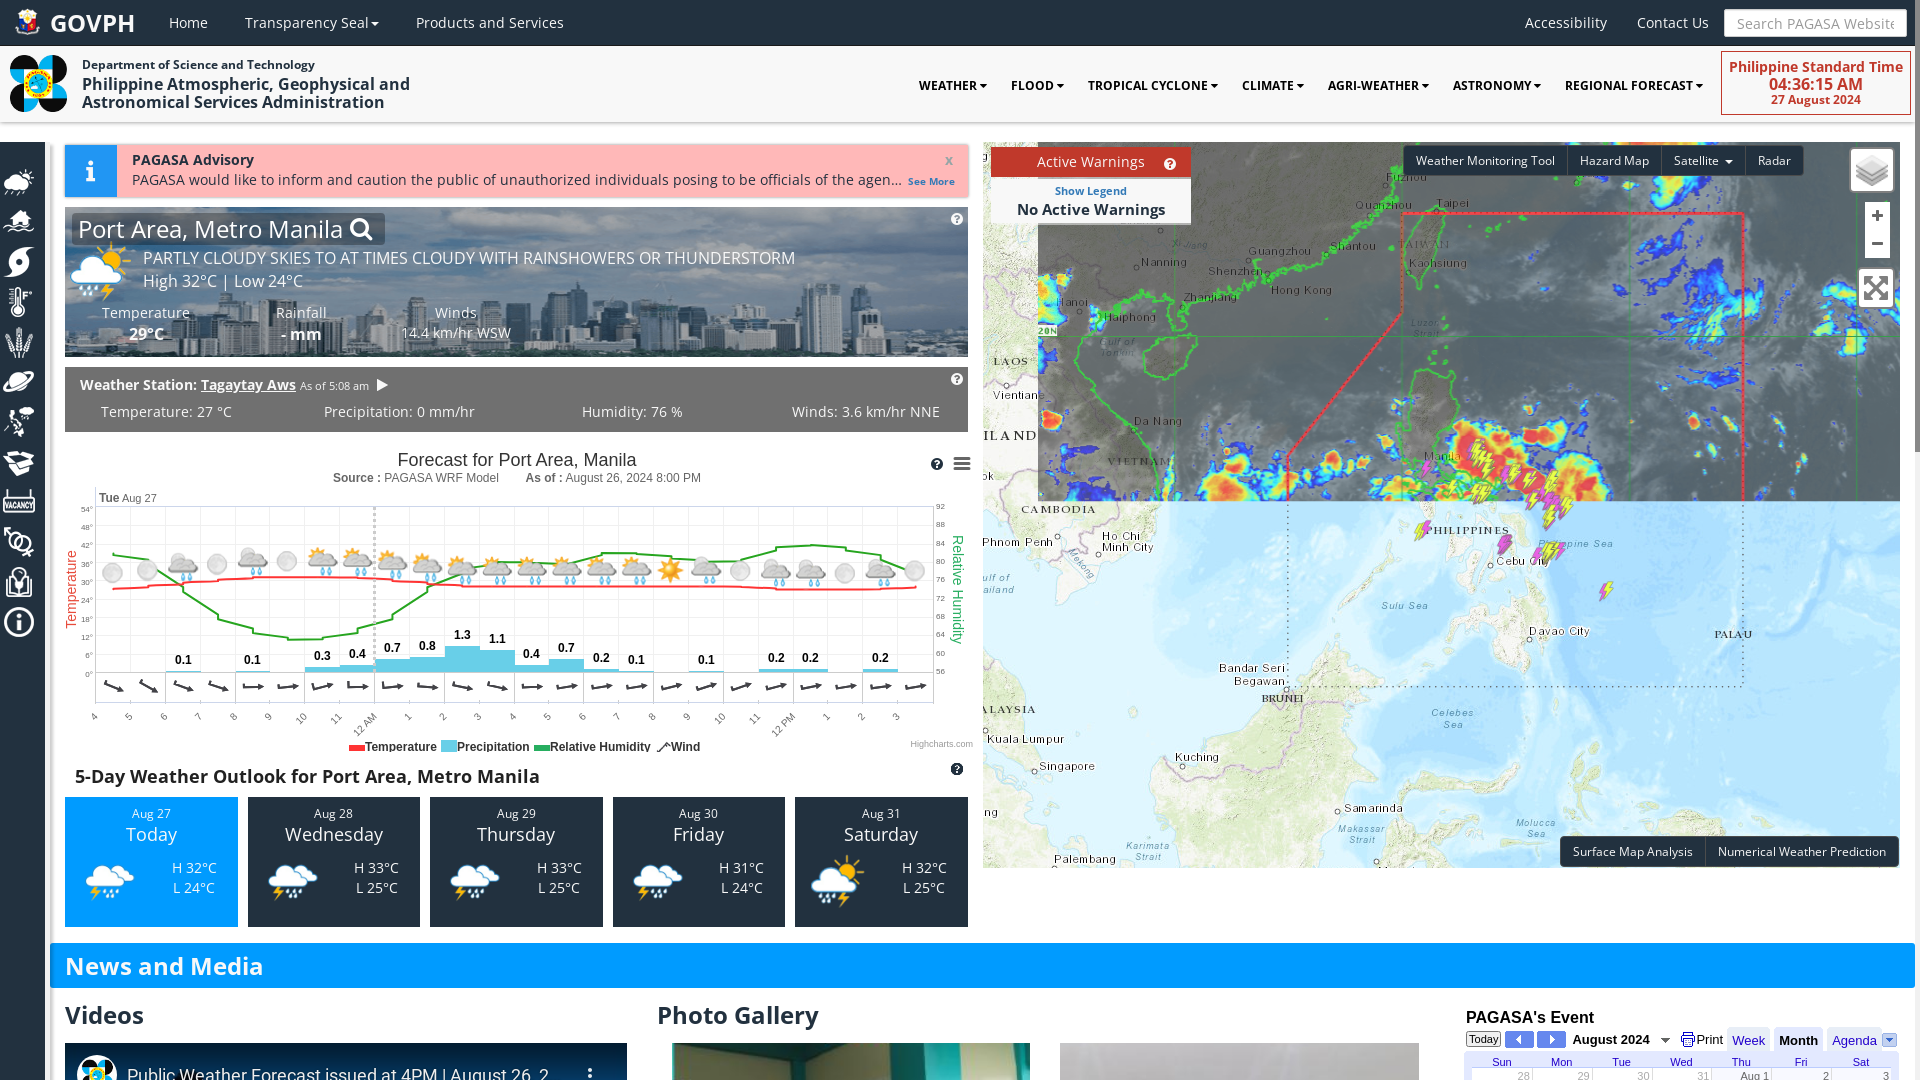 GOVPH
Home
Transparency Seal
Products and Services
Accessibility
Contact Us
Search PAGASA Website
Department of Science and Technology
Philippine Atmospheric, Geophysical and
Astronomical Services Administration
WEATHER
FLOOD
TROPICAL CYCLONE
CLIMATE
AGRI-WEATHER
ASTRONOMY
REGIONAL FORECAST
Philippine Standard Time
04:36:15 AM
27 August 2024
PAGASA Advisory
x
PAGASA would like to inform and caution the public of unauthorized individuals posing to be officials of the agen... See More
Port Area, Metro Manila
PARTLY CLOUDY SKIES TO AT TIMES CLOUDY WITH RAINSHOWERS OR THUNDERSTORM
High 32°C | Low 24°C
Temperature
29°C
Rainfall
- mm
Winds
14.4 km/hr WSW
Weather Station: Tagaytay Aws As of 5:08 am
Temperature: 27 °C
Precipitation: 0 mm/hr
Humidity: 76 %
Winds: 3.6 km/hr NNE
Forecast for Port Area, Manila
Source : PAGASA WRF Model As of : August 26, 2024 8:00 PM
Tue Aug 27
Temperature
54°
48°
42°
36°
30°
24°
18°
12°
6°
0°
92
88
84
80
76
72
68
64
60
56
Relative Humidity
0.1 0.1 0.3 0.4 0.7 0.8 1.3 1.1 0.4 0.7 0.2 0.1 0.1 0.2 0.2 0.2
4 5 6 7 8 9 10 11 12 AM 1 2 3 4 5 6 7 8 9 10 11 12 PM 1 2 3
Temperature Precipitation Relative Humidity Wind
Highcharts.com
5-Day Weather Outlook for Port Area, Metro Manila
Aug 27
Today
H 32°C
L 24°C
Aug 28
Wednesday
H 33°C
L 25°C
Aug 29
Thursday
H 33°C
L 25°C
Aug 30
Friday
H 31°C
L 24°C
Aug 31
Saturday
H 32°C
L 25°C
VACANCY
Active Warnings
Show Legend
No Active Warnings
Weather Monitoring Tool
Hazard Map
Satellite
Radar
+
−
Fuzhou
Quanzhou
Taipei
Xi Jiang
Guangzhou
Shantou
TAIWAN
Nanning
Shenzhen
Kaohsiung
Zhanjiang
Hong Kong
Hanoi
Haiphong
20N
Luzon
Strait
Gulf of
Tonkin
LAOS
Vientiane
Da Nang
ILAND
VIETNAM
Manila
ok
CAMBODIA
PHILIPPINES
Phnom Penh
Ho Chi
Minh City
Mekong
Philippine Sea
Cebu City
ulf of
ailand
Sulu Sea
Davao City
PALAU
Bandar Seri
Begawan
BRUNEI
ALAYSIA
Celebes
Sea
Kuala Lumpur
Kuching
Singapore
ng
Samarinda
Makassar
Strait
Molucca
Sea
Karimata
Strait
Palembang
Surface Map Analysis
Numerical Weather Prediction
News and Media
Videos
Public Weather Forecast issued at 4PM | August 26, 2
Photo Gallery
PAGASA's Event
Today
August 2024
Print
Week
Month
Agenda
Sun Mon Tue Wed Thu Fri Sat
28 29 30 31 Aug 1 2 3